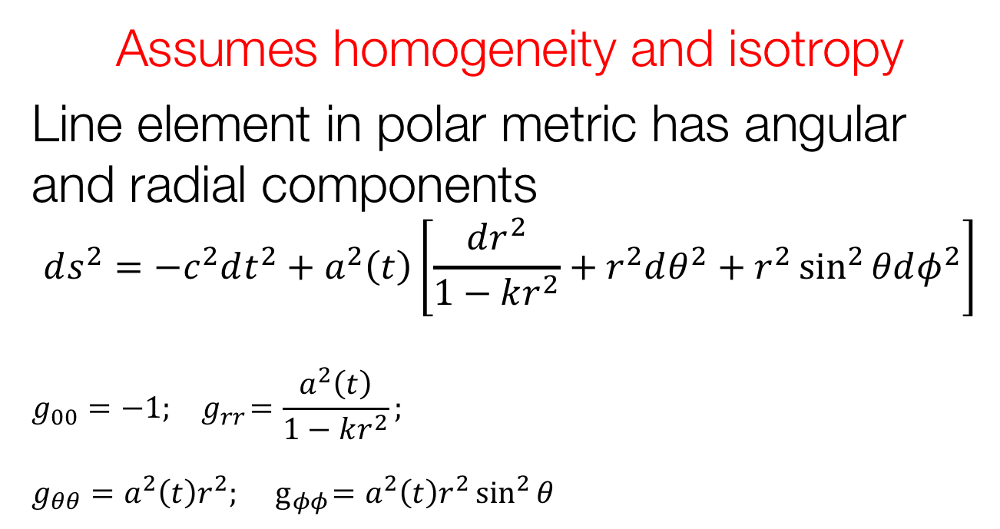 Assumes homogeneity and isotropy
Line element in polar metric has angular
and radial components
$ds^2 = -c^2dt^2 + a^2(t)\left[\frac{dr^2}{1-kr^2} + r^2d\theta^2 + r^2\sin^2\theta d\phi^2\right]$
$g_{00} = -1;\quad g_{rr} = \frac{a^2(t)}{1-kr^2};$
$g_{\theta\theta} = a^2(t)r^2;\quad \mathrm{g}_{\phi\phi} = a^2(t)r^2\sin^2\theta$